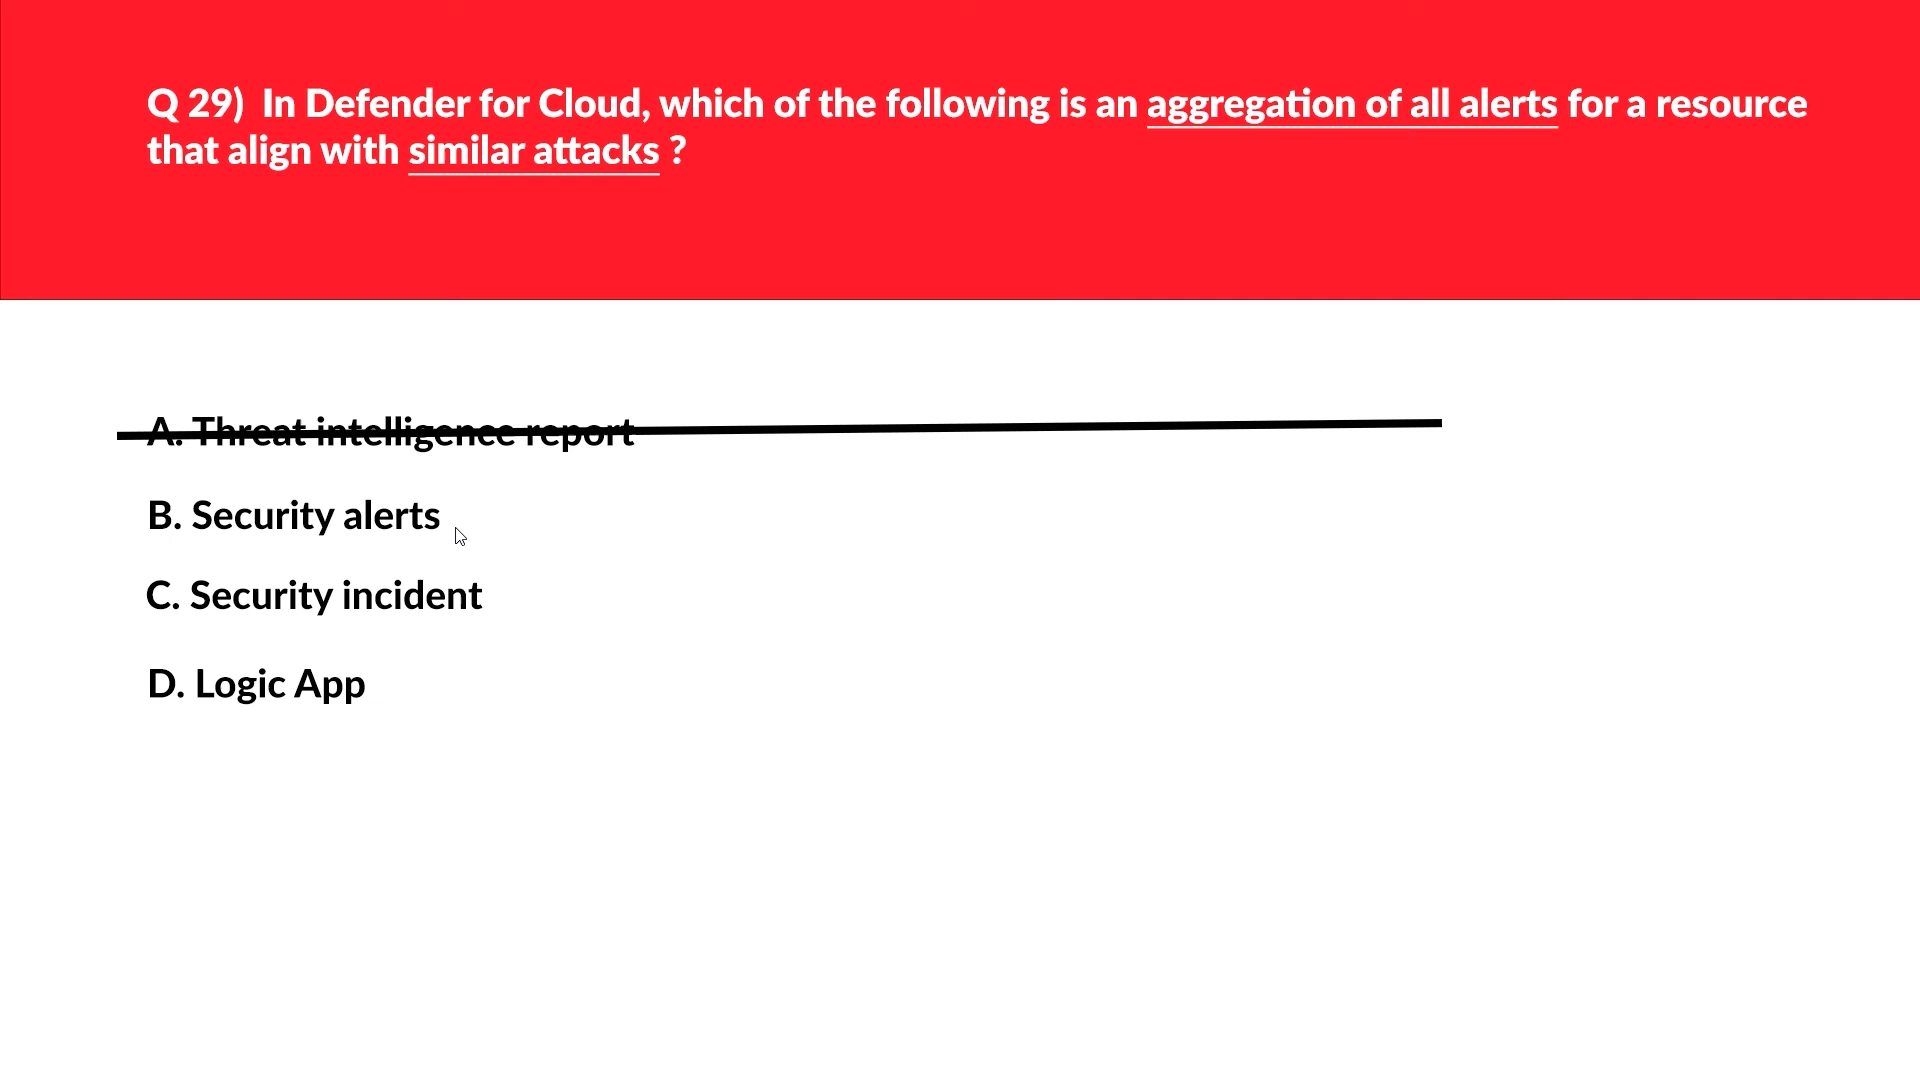 Q 29) In Defender for Cloud, which of the following is an aggregation of all alerts for a resource
that align with similar attacks ?
A. Threat intelligence report
B. Security alerts
C. Security incident
D. Logic App